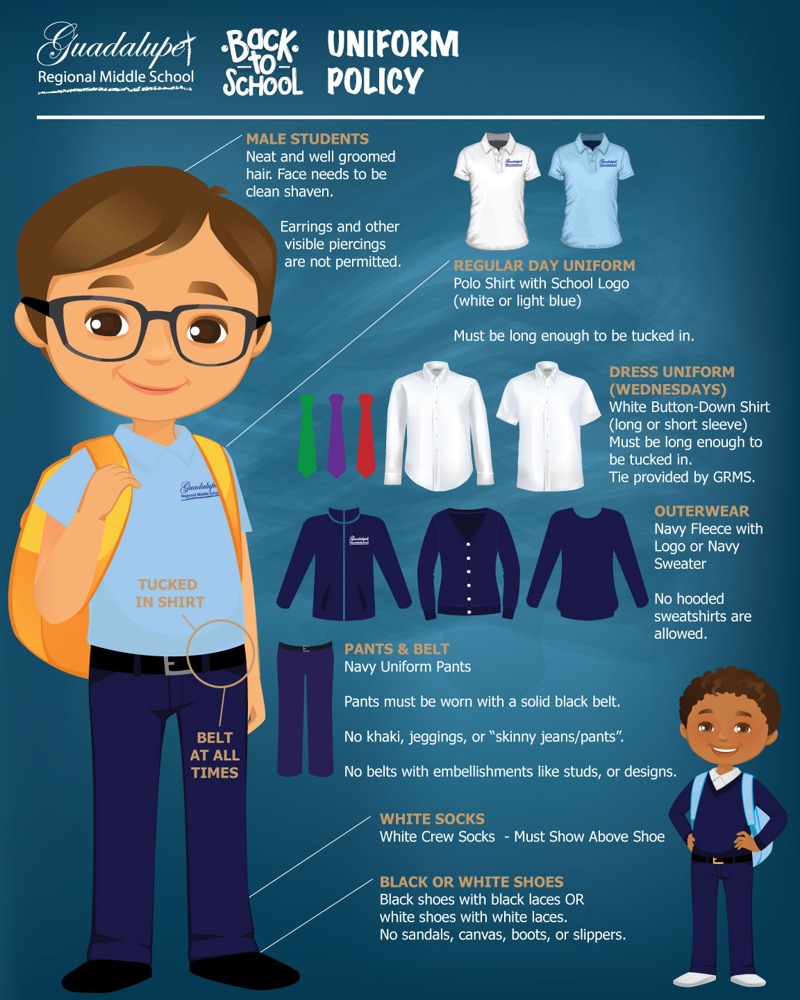 Guadalupe
Regional Middle School
BACK
to
SCHOOL
UNIFORM
POLICY
MALE STUDENTS
Neat and well groomed
hair. Face needs to be
clean shaven.
Earrings and other
visible piercings
are not permitted.
Guadalupe
Guadalupe
REGULAR DAY UNIFORM
Polo Shirt with School Logo
(white or light blue)
Must be long enough to be tucked in.
DRESS UNIFORM
(WEDNESDAYS)
White Button-Down Shirt
(long or short sleeve)
Must be long enough to
be tucked in.
Tie provided by GRMS.
Guadalupe
Regional Middle School
OUTERWEAR
Navy Fleece with
Logo or Navy
Sweater
No hooded
sweatshirts are
allowed.
Guadalupe
TUCKED
IN SHIRT
PANTS & BELT
Navy Uniform Pants
Pants must be worn with a solid black belt.
No khaki, jeggings, or “skinny jeans/pants”.
No belts with embellishments like studs, or designs.
BELT
AT ALL
TIMES
WHITE SOCKS
White Crew Socks  - Must Show Above Shoe
BLACK OR WHITE SHOES
Black shoes with black laces OR
white shoes with white laces.
No sandals, canvas, boots, or slippers.